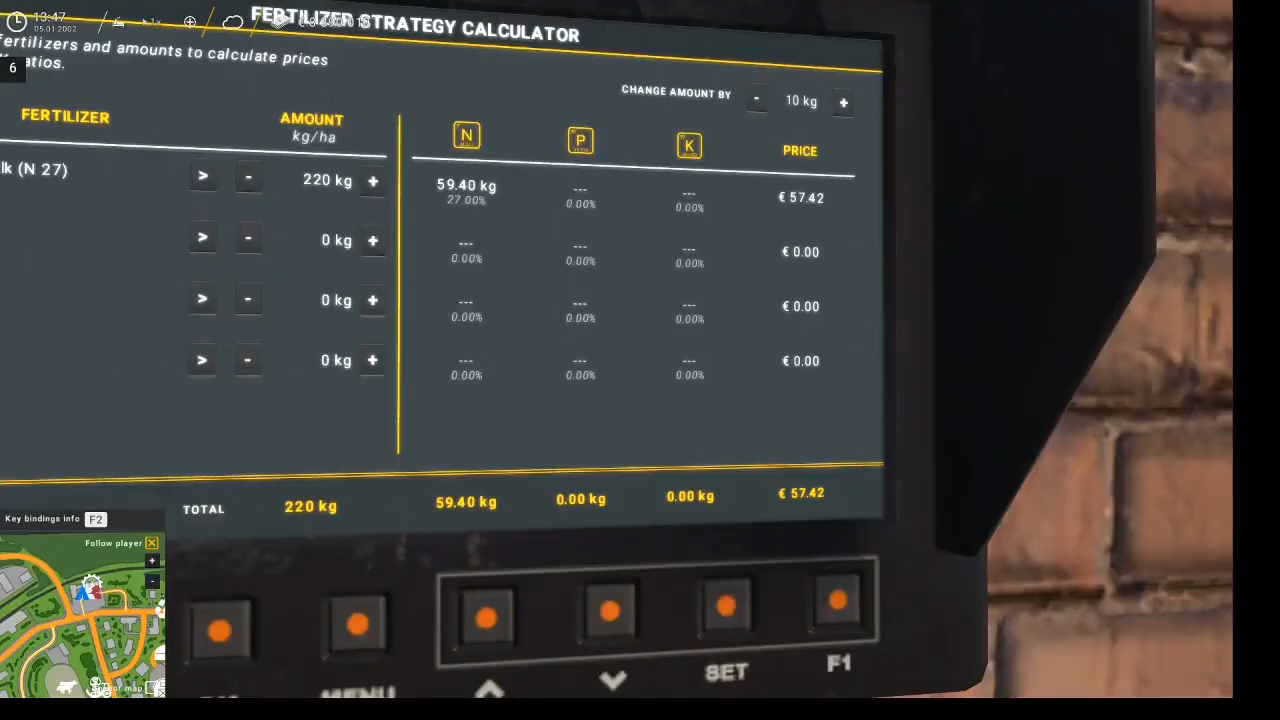 13:47
05.01.2002
1x
FERTILIZER STRATEGY CALCULATOR
fertilizers and amounts to calculate prices
atios.
6
CHANGE AMOUNT BY - 10 kg +
FERTILIZER AMOUNT N P K PRICE
kg/ha
lk (N 27) > - 220 kg + 59.40 kg --- --- € 57.42
27.00% 0.00% 0.00%
> - 0 kg + --- --- --- € 0.00
0.00% 0.00% 0.00%
> - 0 kg + --- --- --- € 0.00
0.00% 0.00% 0.00%
> - 0 kg + --- --- --- € 0.00
0.00% 0.00% 0.00%
TOTAL 220 kg 59.40 kg 0.00 kg 0.00 kg € 57.42
Key bindings info F2
Follow player
+
-
MENU SET F1
map